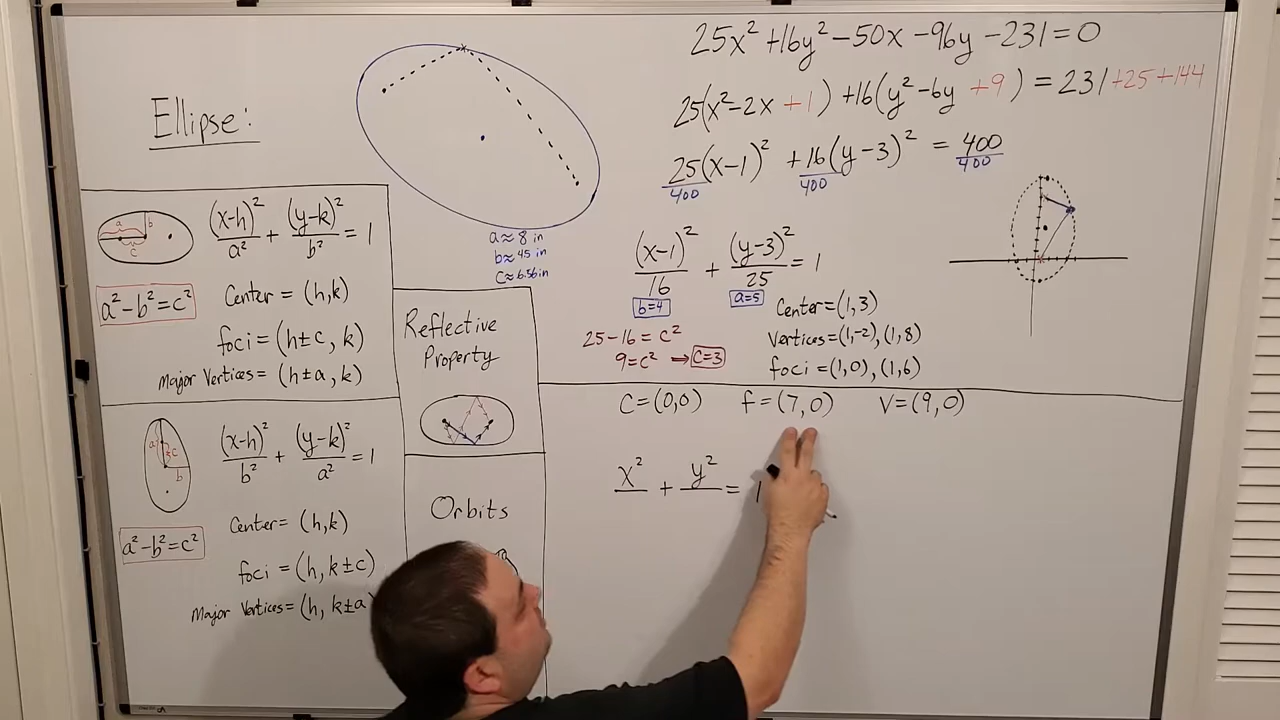 Ellipse:
a≈8 in
b≈45 in
c≈6.56in
a
b
c
(x-h)²/a² + (y-k)²/b² = 1
a²-b²=c²
Center = (h,k)
foci = (h±c, k)
Major Vertices = (h±a, k)
a
c
b
(x-h)²/b² + (y-k)²/a² = 1
a²-b²=c²
Center = (h,k)
foci = (h, k±c)
Major Vertices = (h, k±a)
Reflective
Property
Orbits
25x² +16y² -50x -96y -231=0
25(x²-2x +1) +16(y²-6y +9) = 231+25+144
25(x-1)²/400 +16(y-3)²/400 = 400/400
(x-1)²/16 + (y-3)²/25 = 1
b=4
a=5
25-16=c²
9=c² ⇒ c=3
Center=(1,3)
Vertices=(1,-2), (1,8)
foci = (1,0), (1,6)
C=(0,0) f=(7,0) V=(9,0)
x² + y² = 1